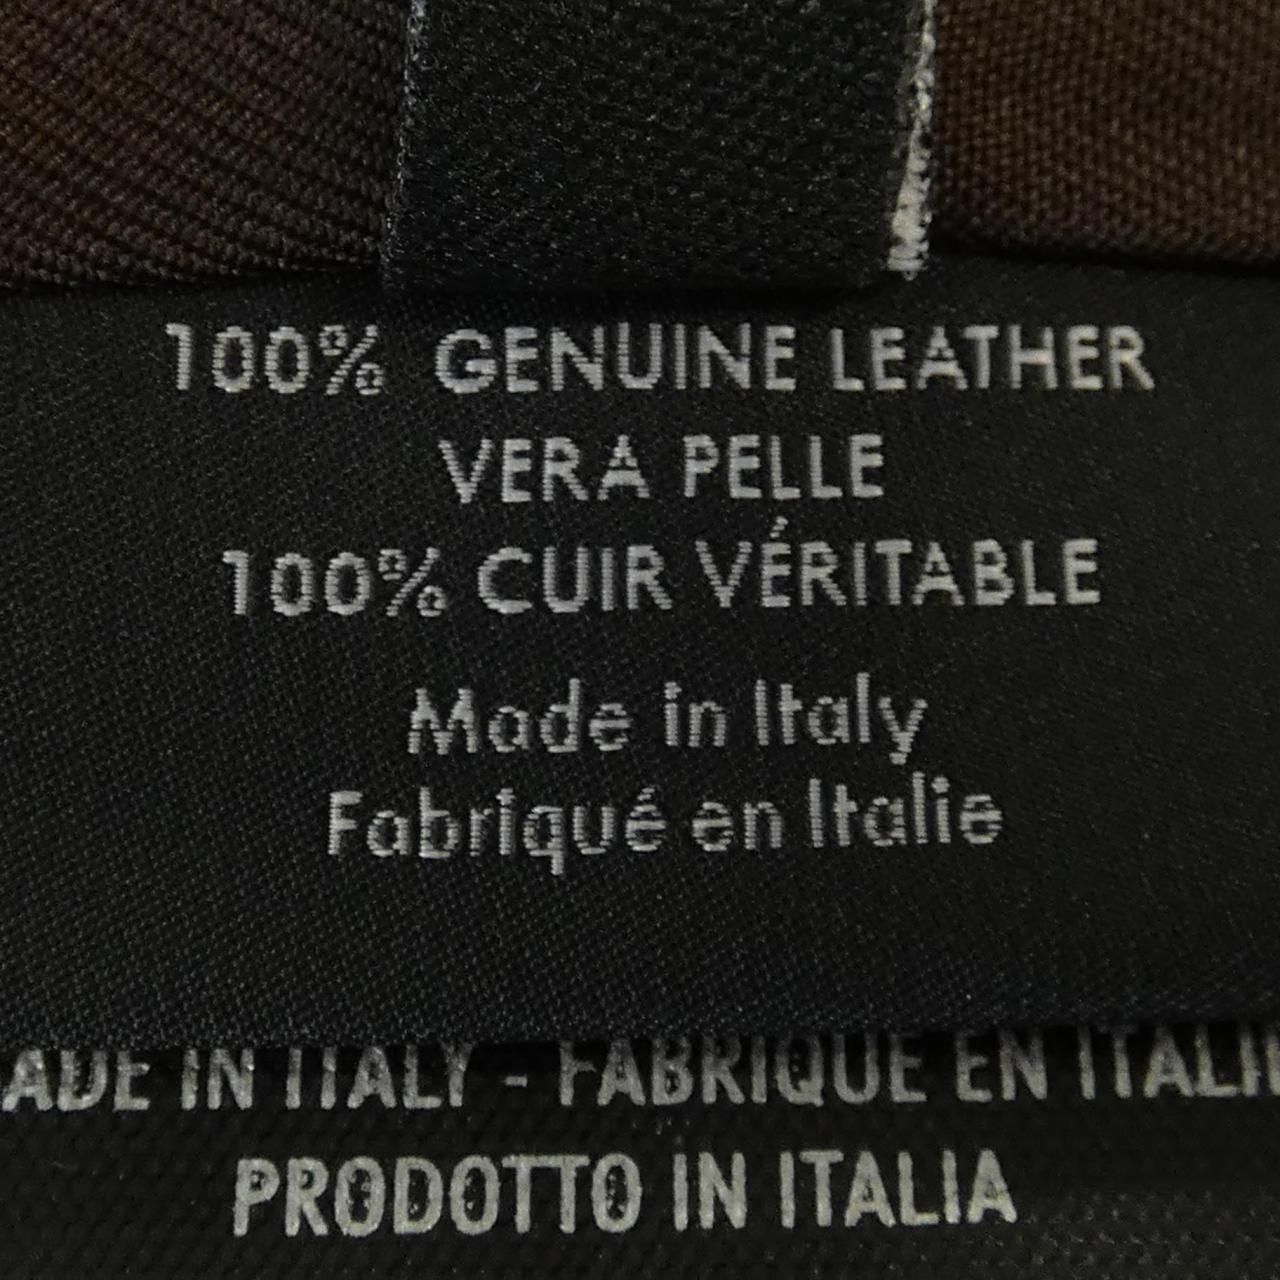 100% GENUINE LEATHER
VERA PELLE
100% CUIR VÉRITABLE
Made in Italy
Fabriqué en Italie
IN ITALY - FABRIQUE EN
PRODOTTO IN ITALIA